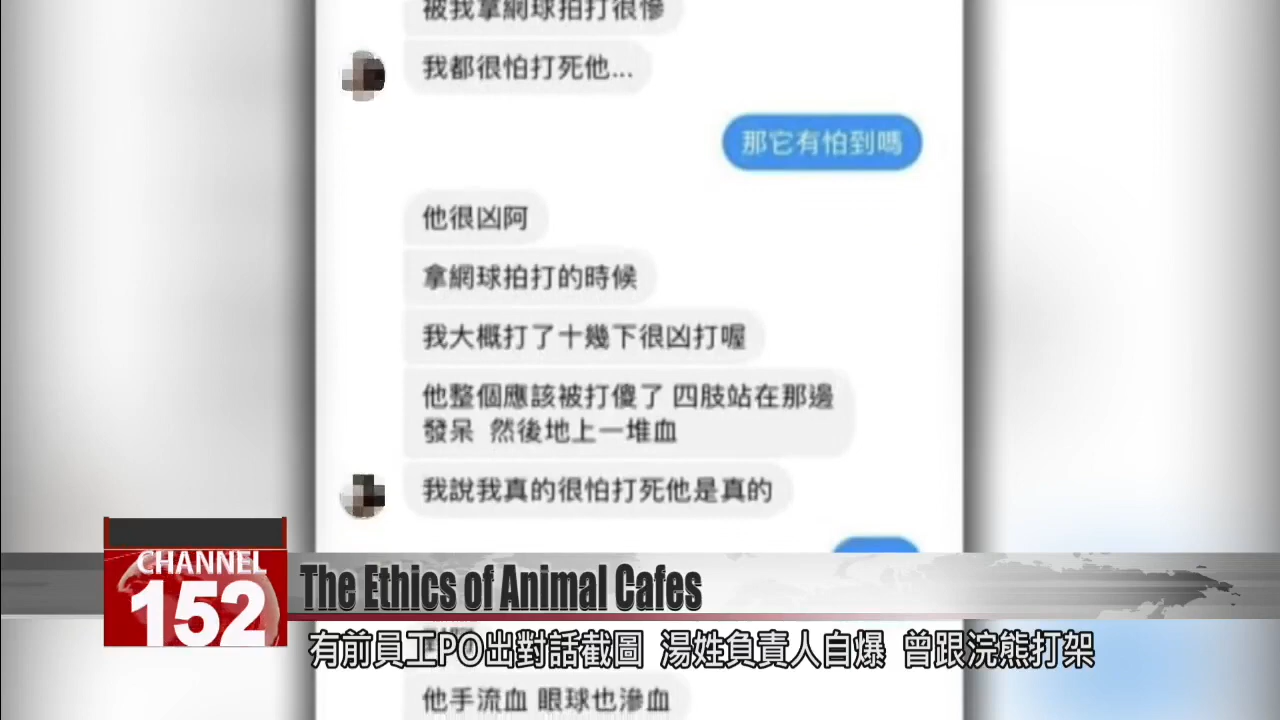 被我拿網球拍打很慘
我都很怕打死他...
那它有怕到嗎
他很凶阿
拿網球拍打的時候
我大概打了十幾下很凶打喔
他整個應該被打傻了 四肢站在那邊
發呆 然後地上一堆血
我說我真的很怕打死他是真的
CHANNEL
152
The Ethics of Animal Cafes
有前員工PO出對話截圖 湯姓負責人自爆 曾跟浣熊打架
他手流血 眼球也滲血